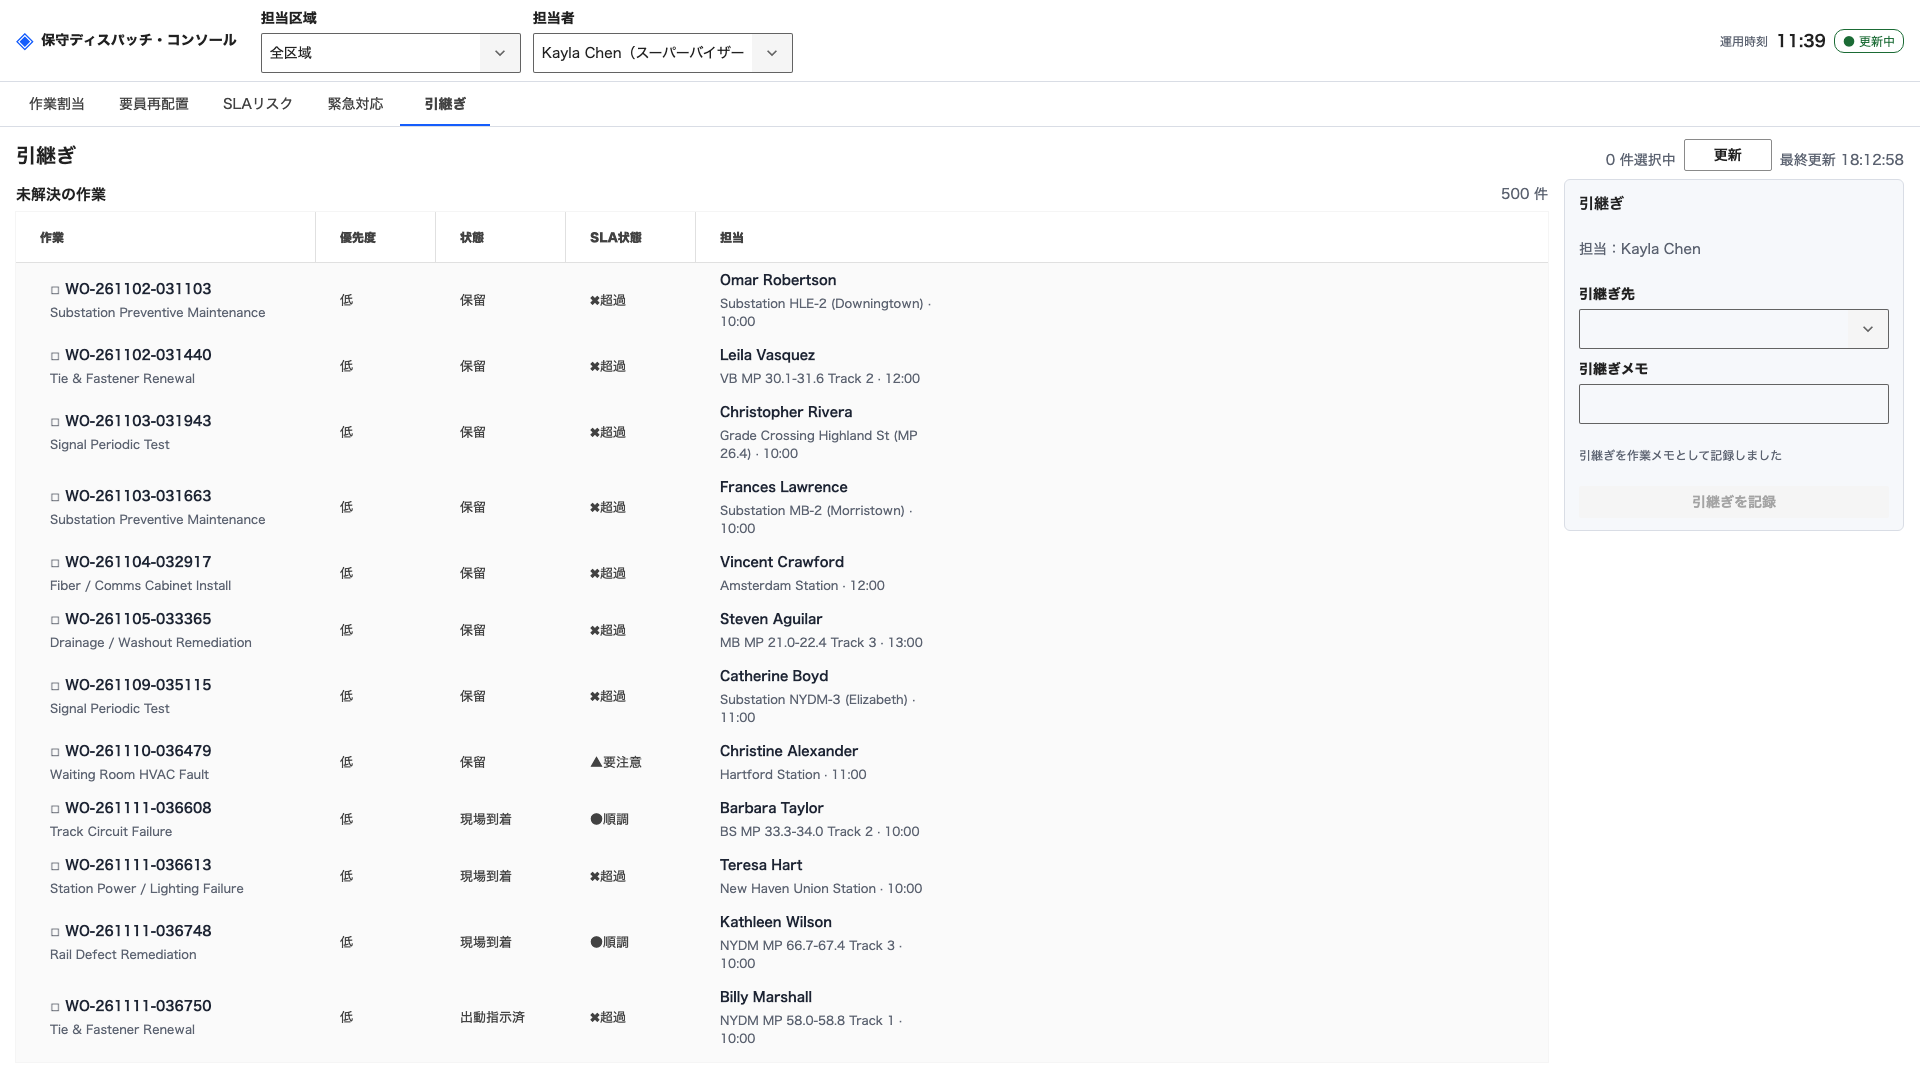 保守ディスパッチ・コンソール
担当区域
全区域
担当者
Kayla Chen（スーパーバイザー
運用時刻 11:39 更新中
作業割当 要員再配置 SLAリスク 緊急対応 引継ぎ
引継ぎ
0 件選択中 更新 最終更新 18:12:58
未解決の作業 500 件
作業 優先度 状態 SLA状態 担当
WO-261102-031103
Substation Preventive Maintenance
低 保留 ✖超過
Omar Robertson
Substation HLE-2 (Downingtown) ·
10:00
WO-261102-031440
Tie & Fastener Renewal
低 保留 ✖超過
Leila Vasquez
VB MP 30.1-31.6 Track 2 · 12:00
WO-261103-031943
Signal Periodic Test
低 保留 ✖超過
Christopher Rivera
Grade Crossing Highland St (MP
26.4) · 10:00
WO-261103-031663
Substation Preventive Maintenance
低 保留 ✖超過
Frances Lawrence
Substation MB-2 (Morristown) ·
10:00
WO-261104-032917
Fiber / Comms Cabinet Install
低 保留 ✖超過
Vincent Crawford
Amsterdam Station · 12:00
WO-261105-033365
Drainage / Washout Remediation
低 保留 ✖超過
Steven Aguilar
MB MP 21.0-22.4 Track 3 · 13:00
WO-261109-035115
Signal Periodic Test
低 保留 ✖超過
Catherine Boyd
Substation NYDM-3 (Elizabeth) ·
11:00
WO-261110-036479
Waiting Room HVAC Fault
低 保留 ▲要注意
Christine Alexander
Hartford Station · 11:00
WO-261111-036608
Track Circuit Failure
低 現場到着 ●順調
Barbara Taylor
BS MP 33.3-34.0 Track 2 · 10:00
WO-261111-036613
Station Power / Lighting Failure
低 現場到着 ✖超過
Teresa Hart
New Haven Union Station · 10:00
WO-261111-036748
Rail Defect Remediation
低 現場到着 ●順調
Kathleen Wilson
NYDM MP 66.7-67.4 Track 3 ·
10:00
WO-261111-036750
Tie & Fastener Renewal
低 出動指示済 ✖超過
Billy Marshall
NYDM MP 58.0-58.8 Track 1 ·
10:00
引継ぎ
担当：Kayla Chen
引継ぎ先
引継ぎメモ
引継ぎを作業メモとして記録しました
引継ぎを記録